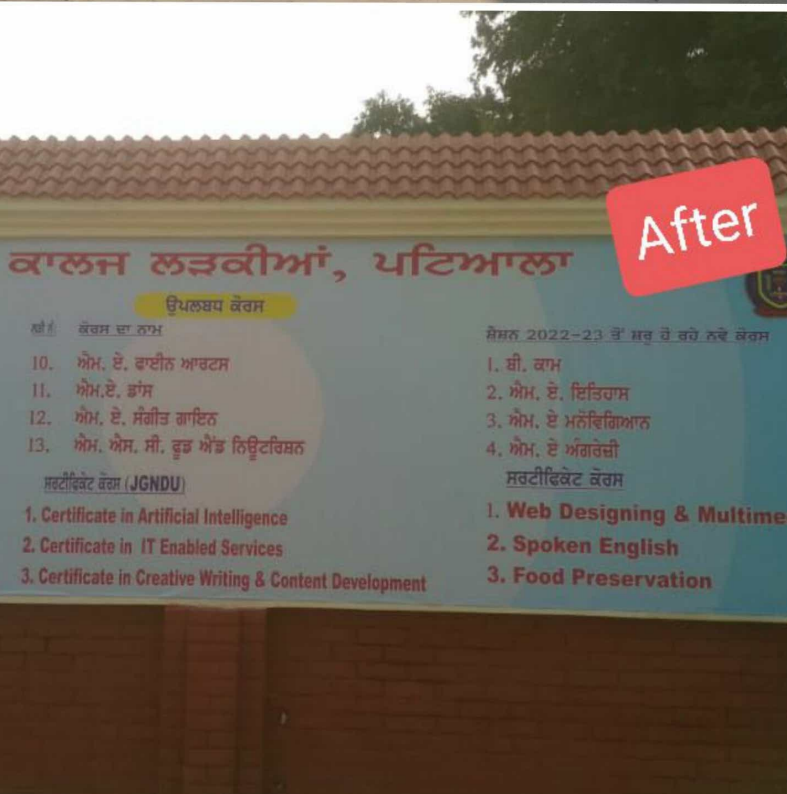 After
ਕਾਲਜ ਲੜਕੀਆਂ, ਪਟਿਆਲਾ
ਉਪਲਬਧ ਕੋਰਸ
ਕੋਰਸ ਦਾ ਨਾਮ
10. ਐਮ. ਏ. ਫਾਈਨ ਆਰਟਸ
11. ਐਮ.ਏ. ਡਾਂਸ
12. ਐਮ. ਏ. ਸੰਗੀਤ ਗਾਇਨ
13. ਐਮ. ਐਸ. ਸੀ. ਫੂਡ ਐਂਡ ਨਿਊਟਰਿਸ਼ਨ
ਸਰਟੀਫਿਕੇਟ ਕੋਰਸ (JGNDU)
1. Certificate in Artificial Intelligence
2. Certificate in IT Enabled Services
3. Certificate in Creative Writing & Content Development
ਸ਼ੈਸ਼ਨ 2022-23 ਤੋਂ ਸ਼ਰੂ ਹੋ ਰਹੇ ਨਵੇ ਕੋਰਸ
1. ਬੀ. ਕਾਮ
2. ਐਮ. ਏ. ਇਤਿਹਾਸ
3. ਐਮ. ਏ ਮਨੋਵਿਗਿਆਨ
4. ਐਮ. ਏ ਅੰਗਰੇਜ਼ੀ
ਸਰਟੀਫਿਕੇਟ ਕੋਰਸ
1. Web Designing & Multime
2. Spoken English
3. Food Preservation